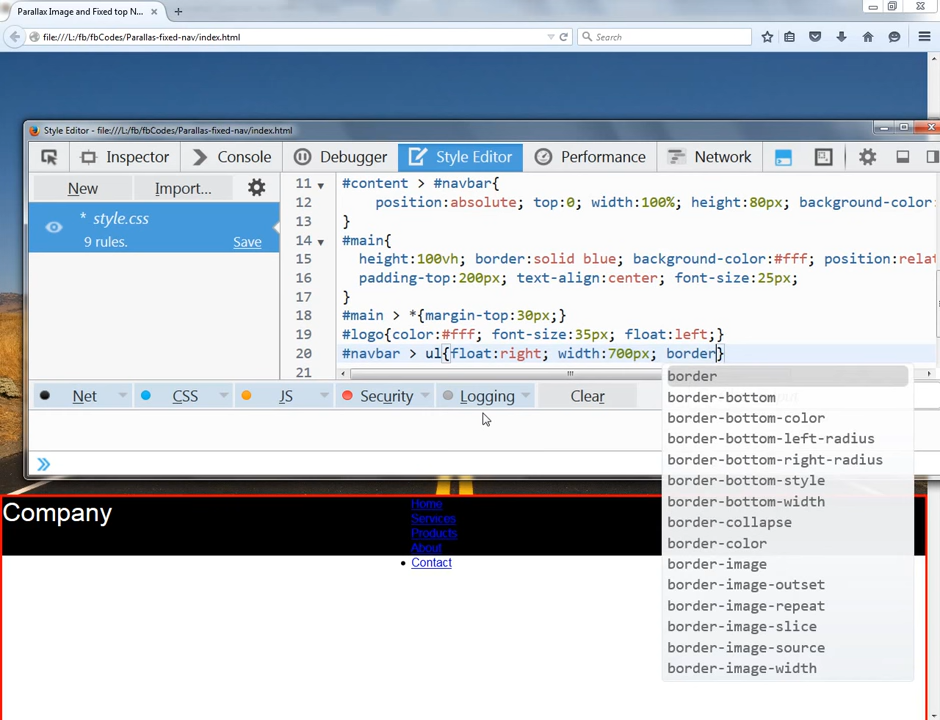 Parallax Image and Fixed top N...
file:///L:/fb/fbCodes/Parallas-fixed-nav/index.html
Search
Style Editor - file:///L:/fb/fbCodes/Parallas-fixed-nav/index.html
Inspector
Console
Debugger
Style Editor
Performance
Network
New
Import...
* style.css
9 rules.
Save
11 #content > #navbar{
12 position:absolute; top:0; width:100%; height:80px; background-color:
13 }
14 #main{
15 height:100vh; border:solid blue; background-color:#fff; position:relat
16 padding-top:200px; text-align:center; font-size:25px;
17 }
18 #main > *{margin-top:30px;}
19 #logo{color:#fff; font-size:35px; float:left;}
20 #navbar > ul{float:right; width:700px; border}
21
Net
CSS
JS
Security
Logging
Clear
border
border-bottom
border-bottom-color
border-bottom-left-radius
border-bottom-right-radius
border-bottom-style
border-bottom-width
border-collapse
border-color
border-image
border-image-outset
border-image-repeat
border-image-slice
border-image-source
border-image-width
Company
Home
Services
Products
About
Contact